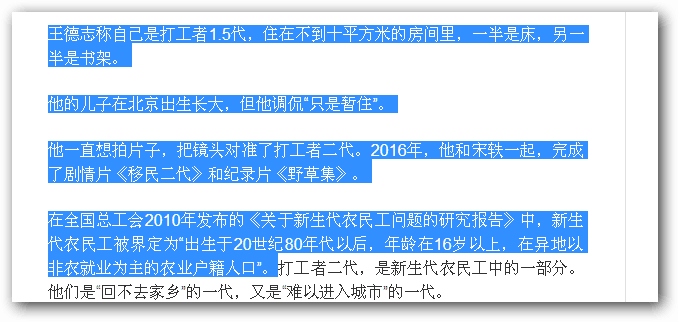 王德志称自己是打工者1.5代，住在不到十平方米的房间里，一半是床，另一
半是书架。
他的儿子在北京出生长大，但他调侃“只是暂住”。
他一直想拍片子，把镜头对准了打工者二代。2016年，他和宋轶一起，完成
了剧情片《移民二代》和纪录片《野草集》。
在全国总工会2010年发布的《关于新生代农民工问题的研究报告》中，新生
代农民工被界定为“出生于20世纪80年代以后，年龄在16岁以上，在异地以
非农就业为主的农业户籍人口”。打工者二代，是新生代农民工中的一部分。
他们是“回不去家乡”的一代，又是“难以进入城市”的一代。